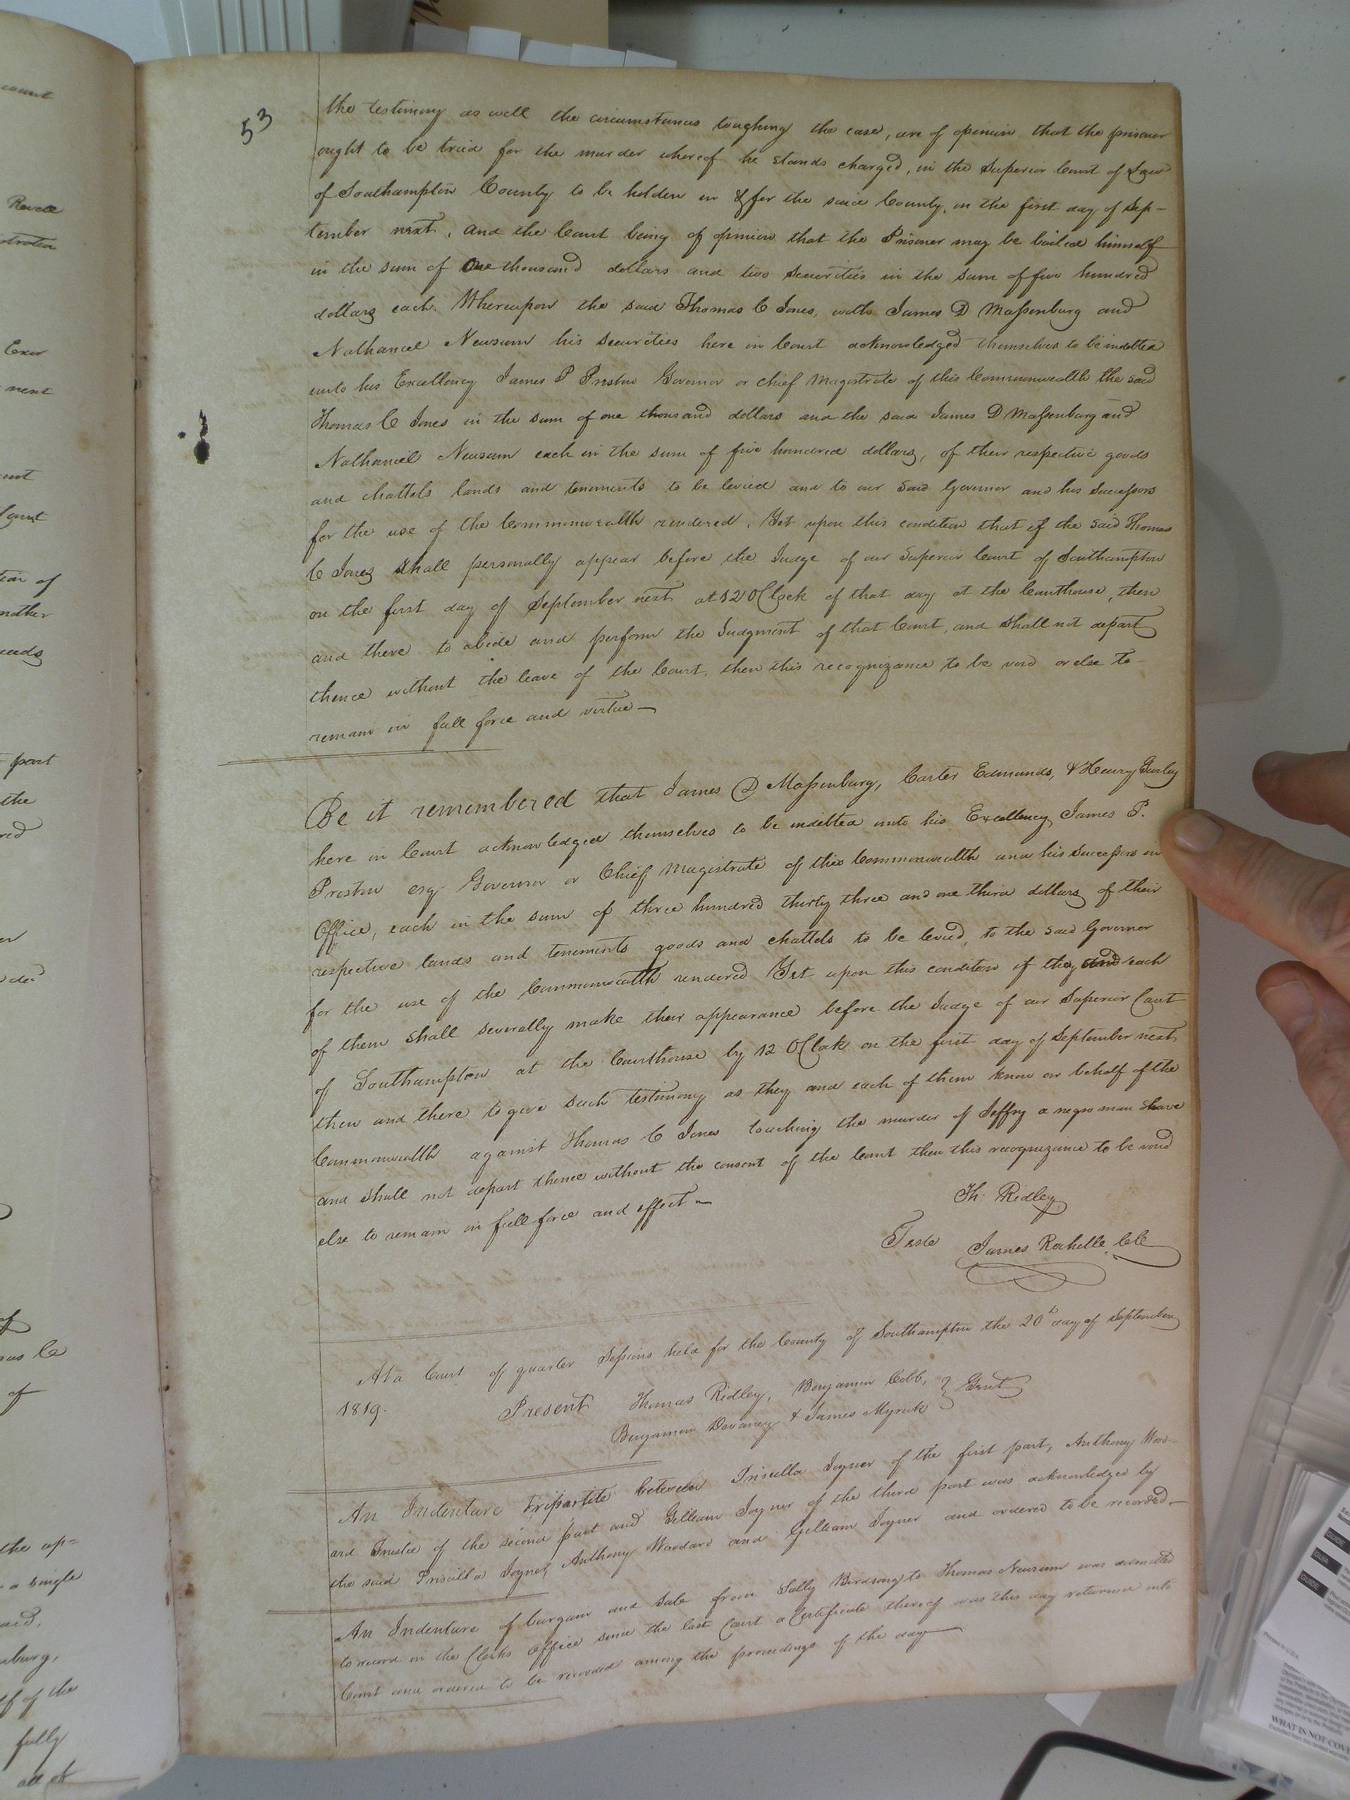 53
the testimony as well the circumstances touching the case, are of opinion that the prisoner
ought to be tried for the murder whereof he stands charged, in the Superior Court of Law
of Southampton County to be holden in & for the said County, on the first day of Sep-
tember next, and the Court being of opinion that the Prisoner may be bailed himself
in the sum of One thousand dollars and two securities in the sum of five hundred
dollars each. Whereupon the said Thomas C Jones, with James D Massenburg and
Nathaniel Newsum his securities here in Court acknowledged themselves to be indebted
unto his Excellency James P Preston Governor or chief Magistrate of this Commonwealth the said
Thomas C Jones in the sum of one thousand dollars and the said James D Massenburg and
Nathaniel Newsum each in the sum of five hundred dollars, of their respective goods
and chattels lands and tenements to be levied and to our said Governor and his Successors
for the use of the Commonwealth rendered. Yet upon this condition that if the said Thomas
C Jones shall personally appear before the Judge of our Superior Court of Southampton
on the first day of September next at 12 OClock of that day at the Courthouse, then
and there to abide and perform the Judgment of that Court, and shall not depart
thence without the leave of the Court, then this recognizance to be void or else to
remain in full force and virtue—
Be it remembered that James D Massenburg, Carter Edmunds, & Henry Gurley
here in Court acknowledged themselves to be indebted unto his Excellency James P.
Preston esq Governor or Chief Magistrate of this Commonwealth and his Successors in
Office, each in the sum of three hundred thirty three and one third dollars of their
respective lands and tenements goods and chattels to be levied, to the said Governor
for the use of the Commonwealth rendered Yet upon this condition if they and each
of them shall severally make their appearance before the Judge of our Superior Court
of Southampton at the Courthouse by 12 OClok on the first day of September next
then and there to give such testimony as they and each of them know on behalf of the
Commonwealth against Thomas C Jones touching the murder of Jeffry a negro man slave
and shall not depart thence without the consent of the Court then this recognizance to be void
else to remain in full force and effect—
Th: Ridley
Teste James Rochelle ClC
At a Court of quarter Sessions held for the County of Southampton the 20th day of September
1819.
Present Thomas Ridley, Benjamin Cobb, } Gent
Benjamin Devaney & James Myrick
An Indenture tripartite between Priscilla Joyner of the first part, Anthony Wood-
ard Trustee of the second part and Gilliam Joyner of the third part was acknowledged by
the said Priscilla Joyner Anthony Woodard and Gilliam Joyner and ordered to be recorded—
An Indenture of bargain and sale from Sally Birdsong to Thomas Newsum was admitted
to record in the Clerks Office since the last Court a Certificate thereof was this day returned into
Court and ordered to be recorded among the proceedings of the day—